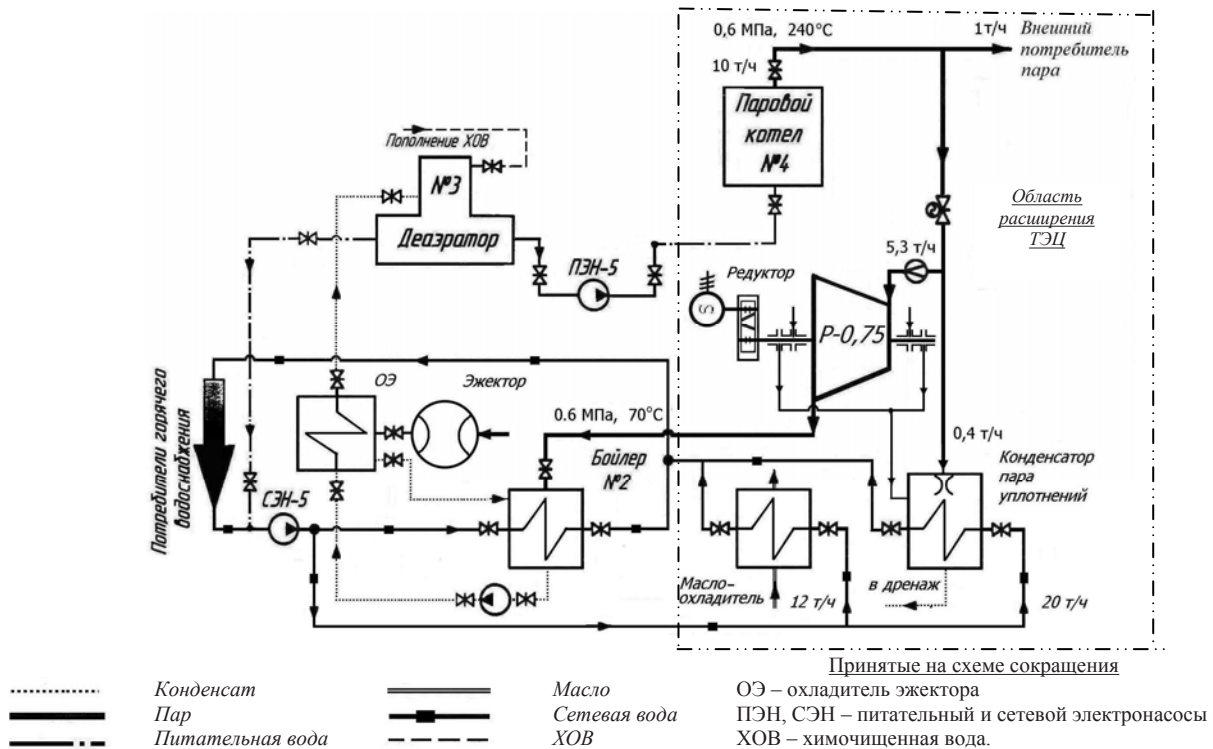 0,6 МПа, 240°С
1т/ч
Внешний
потребитель
пара
10 т/ч
Паровой
котел
№4
Пополнение ХОВ
№3
Деаэратор
ПЭН-5
Область
расширения
ТЭЦ
5,3 т/ч
Редуктор
S
Р-0,75
ОЭ
Эжектор
0.6 МПа, 70°С
Бойлер
№2
0,4 т/ч
Конденсатор
пара
уплотнений
Потребители горячего
водоснабжения
СЭН-5
Масло-
охладитель
12 т/ч
в дренаж
20 т/ч
Принятые на схеме сокращения
Конденсат
Масло
ОЭ – охладитель эжектора
Пар
Сетевая вода
ПЭН, СЭН – питательный и сетевой электронасосы
Питательная вода
ХОВ
ХОВ – химочищенная вода.